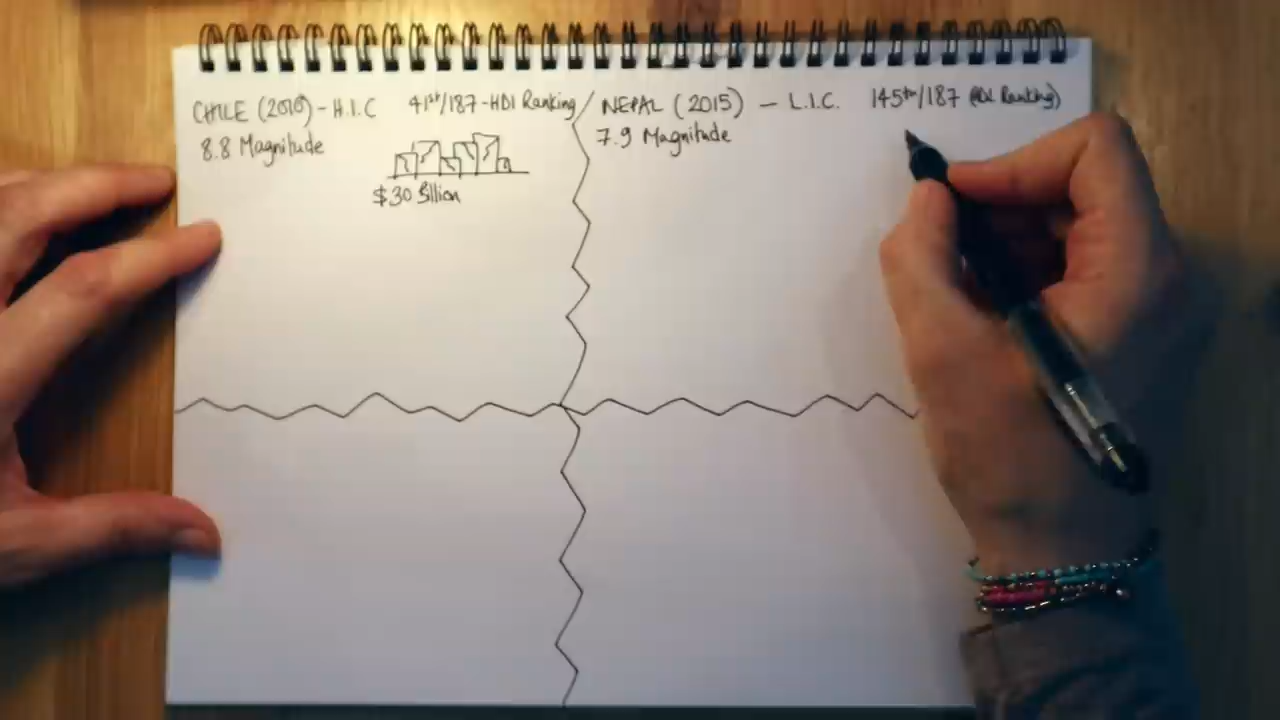 CHILE (2010) - H.I.C 41st/187 - HDI Ranking
8.8 Magnitude
$30 Billion
NEPAL (2015) - L.I.C. 145th/187 (HDI Ranking)
7.9 Magnitude